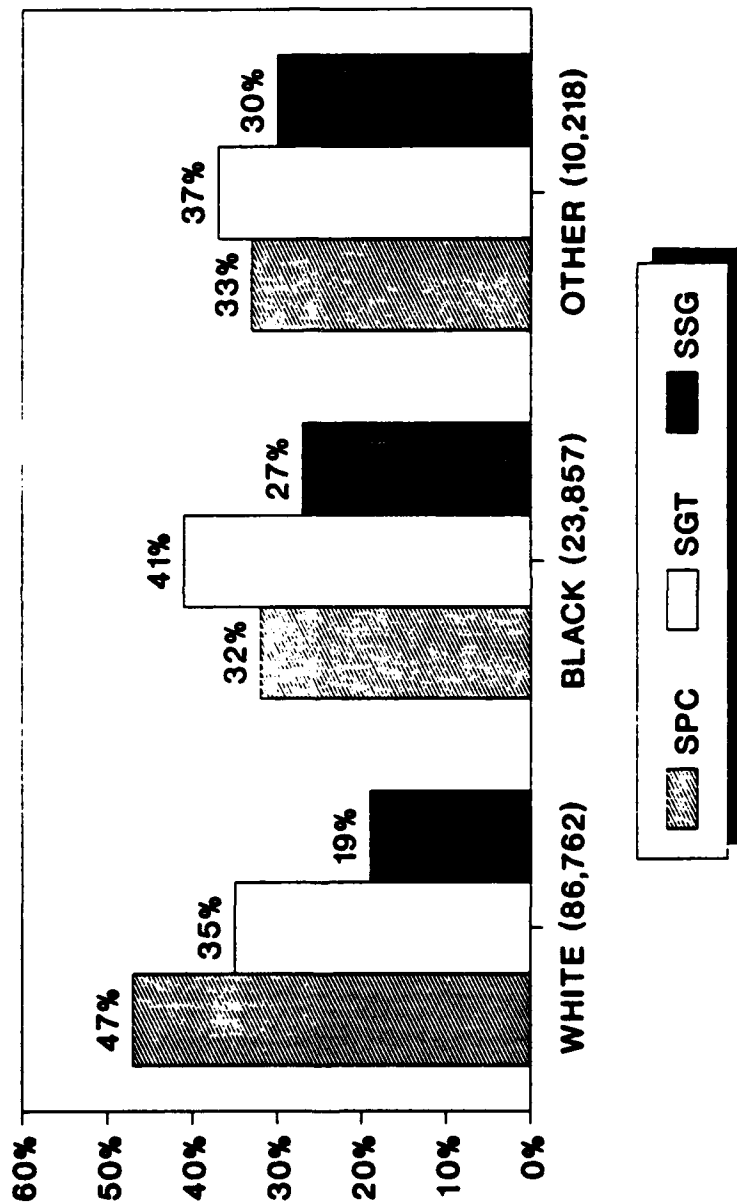 60%
50%
40%
30%
20%
10%
0%
47%
35%
19%
32%
41%
27%
33%
37%
30%
WHITE (86,762)
BLACK (23,857)
OTHER (10,218)
SPC
SGT
SSG